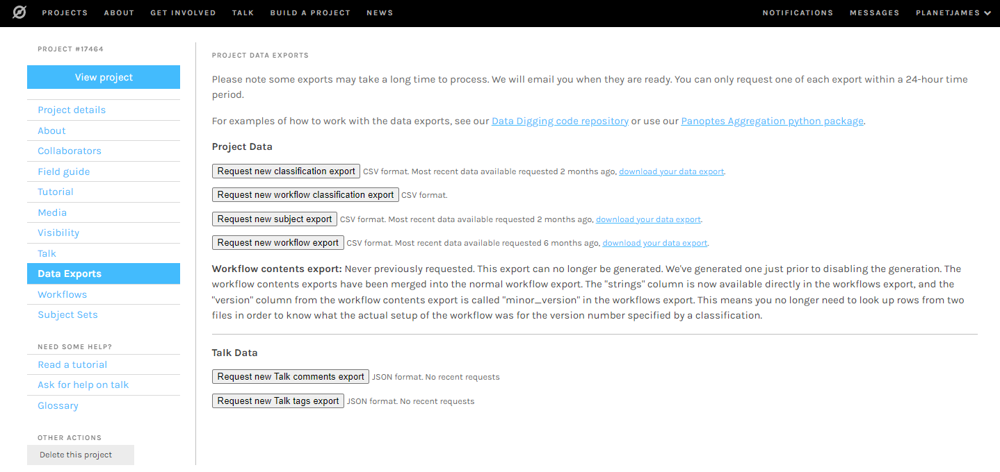 PROJECTS ABOUT GET INVOLVED TALK BUILD A PROJECT NEWS NOTIFICATIONS MESSAGES PLANETJAMES
PROJECT #17464
View project
Project details
About
Collaborators
Field guide
Tutorial
Media
Visibility
Talk
Data Exports
Workflows
Subject Sets
NEED SOME HELP?
Read a tutorial
Ask for help on talk
Glossary
OTHER ACTIONS
Delete this project
PROJECT DATA EXPORTS
Please note some exports may take a long time to process. We will email you when they are ready. You can only request one of each export within a 24-hour time
period.
For examples of how to work with the data exports, see our Data Digging code repository or use our Panoptes Aggregation python package.
Project Data
Request new classification export CSV format. Most recent data available requested 2 months ago, download your data export.
Request new workflow classification export CSV format.
Request new subject export CSV format. Most recent data available requested 2 months ago, download your data export.
Request new workflow export CSV format. Most recent data available requested 6 months ago, download your data export.
Workflow contents export: Never previously requested. This export can no longer be generated. We've generated one just prior to disabling the generation. The
workflow contents exports have been merged into the normal workflow export. The "strings" column is now available directly in the workflows export, and the
"version" column from the workflow contents export is called "minor_version" in the workflows export. This means you no longer need to look up rows from two
files in order to know what the actual setup of the workflow was for the version number specified by a classification.
Talk Data
Request new Talk comments export JSON format. No recent requests
Request new Talk tags export JSON format. No recent requests